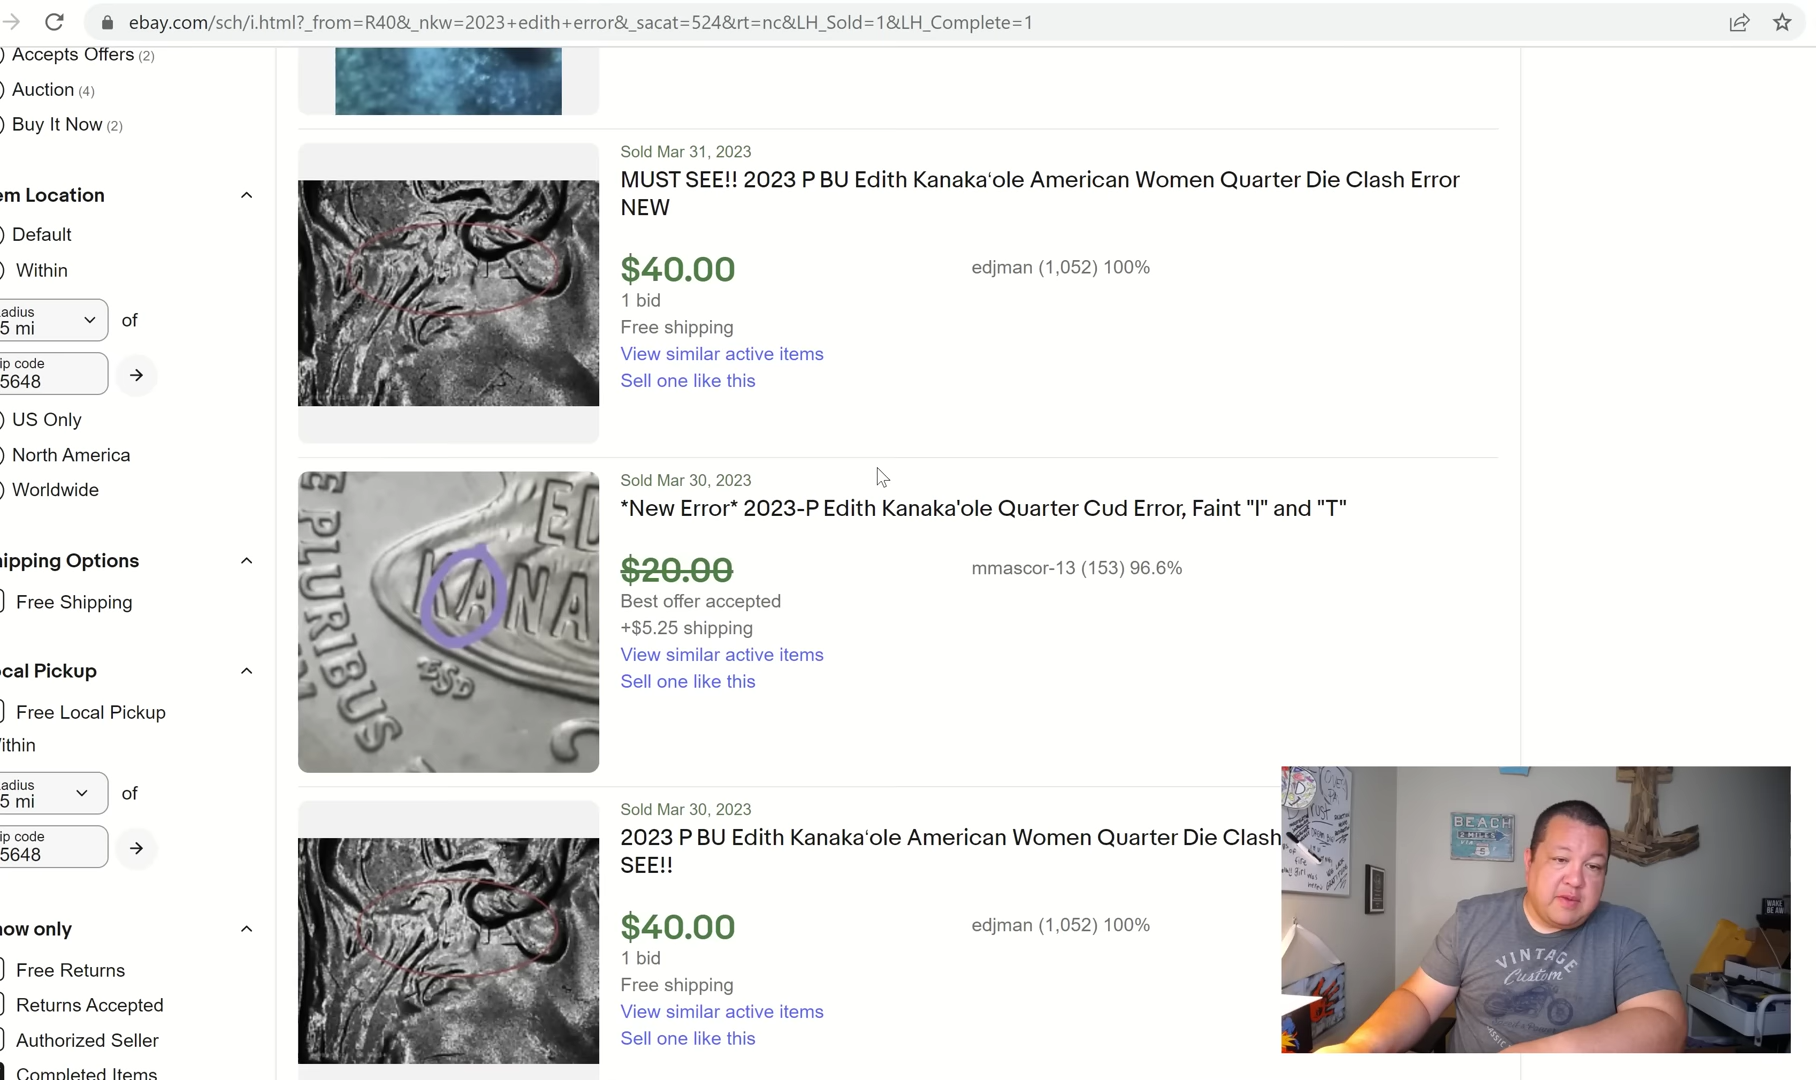 ebay.com/sch/i.html?_from=R40&_nkw=2023+edith+error&_sacat=524&rt=nc&LH_Sold=1&LH_Complete=1
Accepts Offers (2)
Auction (4)
Buy It Now (2)
em Location
Default
Within
adius
5 mi
of
ip code
5648
US Only
North America
Worldwide
hipping Options
Free Shipping
ocal Pickup
Free Local Pickup
ithin
adius
5 mi
of
ip code
5648
how only
Free Returns
Returns Accepted
Authorized Seller
Completed Items
Sold Mar 31, 2023
MUST SEE!! 2023 P BU Edith Kanakaʻole American Women Quarter Die Clash Error
NEW
$40.00
edjman (1,052) 100%
1 bid
Free shipping
View similar active items
Sell one like this
E PLURIBUS
ED
KANA
ESD
Sold Mar 30, 2023
*New Error* 2023-P Edith Kanaka'ole Quarter Cud Error, Faint "I" and "T"
$20.00
mmascor-13 (153) 96.6%
Best offer accepted
+$5.25 shipping
View similar active items
Sell one like this
Sold Mar 30, 2023
2023 P BU Edith Kanakaʻole American Women Quarter Die Clash
SEE!!
$40.00
edjman (1,052) 100%
1 bid
Free shipping
View similar active items
Sell one like this
BEACH
2 MILES
VINTAGE
Custom